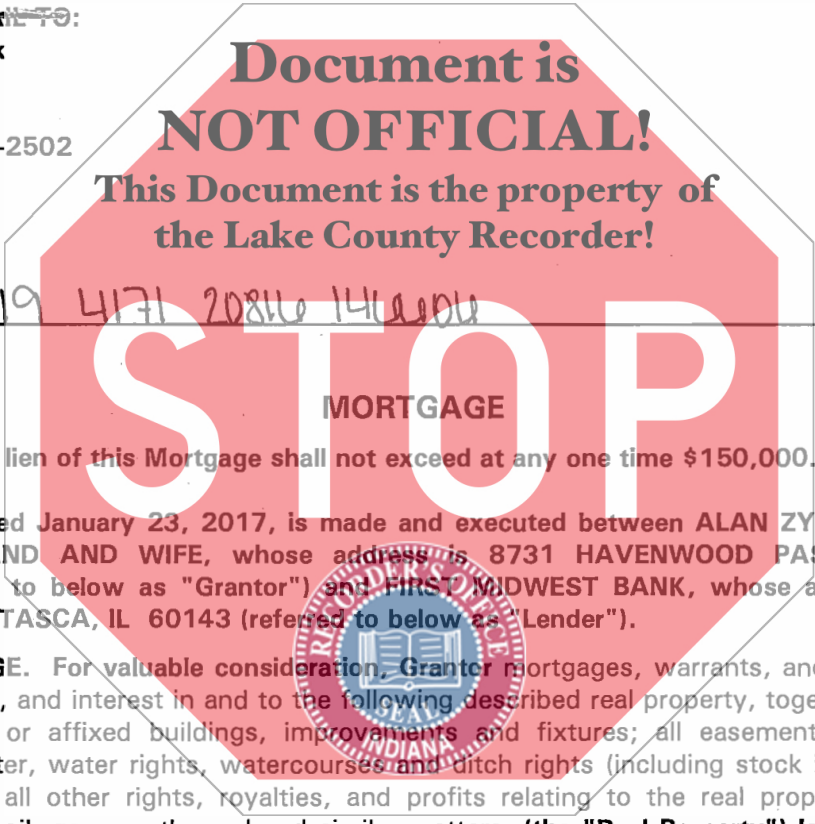 TO:
Document is
NOT OFFICIAL!
-2502
This Document is the property of
the Lake County Recorder!
STOP
MORTGAGE
lien of this Mortgage shall not exceed at any one time $150,000.
ed January 23, 2017, is made and executed between ALAN ZY
ND AND WIFE, whose address is 8731 HAVENWOOD PAS
to below as "Grantor") and FIRST MIDWEST BANK, whose a
TASCA, IL 60143 (referred to below as "Lender").
GE. For valuable consideration, Grantor mortgages, warrants, and
, and interest in and to the following described real property, toge
or affixed buildings, improvements and fixtures; all easement
ter, water rights, watercourses and ditch rights (including stock
all other rights, royalties, and profits relating to the real prop
RECORDER'S OFFICE
SEAL
INDIANA